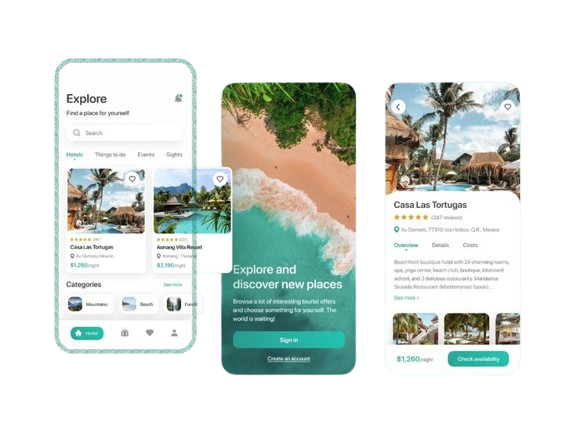 Explore
Find a place for yourself
Search
Hotels
Things to do
Events
Sights
Casa Las Tortugas
Av Damero, Mexico
$1,260/night
Aonang Villa Resort
Aonang, Thailand
$2,190/night
Categories
See more
Mountains
Beach
Forest
Home
Explore and
discover new places
Browse a lot of interesting tourist offers
and choose something for yourself. The
world is waiting!
Sign in
Create an account
Casa Las Tortugas
(347 reviews)
Av Damero, 77310 Isla Holbox, Q.R., Mexico
Overview
Details
Costs
Beachfront boutique hotel with 24 charming rooms,
spa, yoga center, beach club, boutique, kitebord
school, and delicious restaurants: Mandarina
Seaside Restaurant (Mediterranean fusion) ...
See more
$1,260/night
Check availability